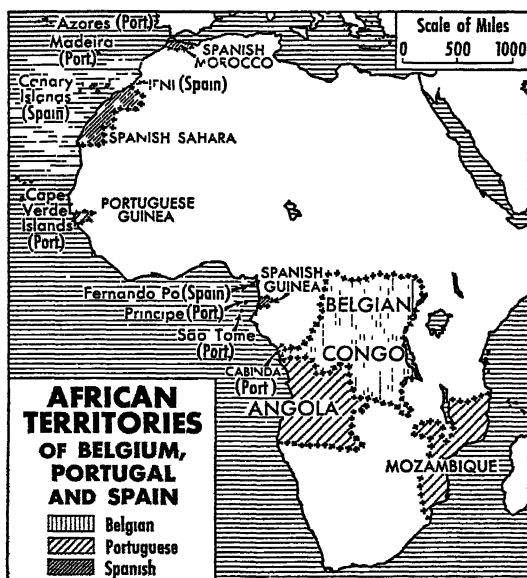 Azores (Port)
Madeira
(Port)
Scale of Miles
0 500 1000
SPANISH
MOROCCO
IFNI (Spain)
Canary
Islands
(Spain)
SPANISH SAHARA
Cape
Verde
Islands
(Port)
PORTUGUESE
GUINEA
SPANISH
GUINEA
Fernando Po (Spain)
Principe (Port)
São Tome
(Port)
CABINDA
(Port)
BELGIAN
CONGO
ANGOLA
MOZAMBIQUE
AFRICAN
TERRITORIES
OF BELGIUM,
PORTUGAL
AND SPAIN
Belgian
Portuguese
Spanish